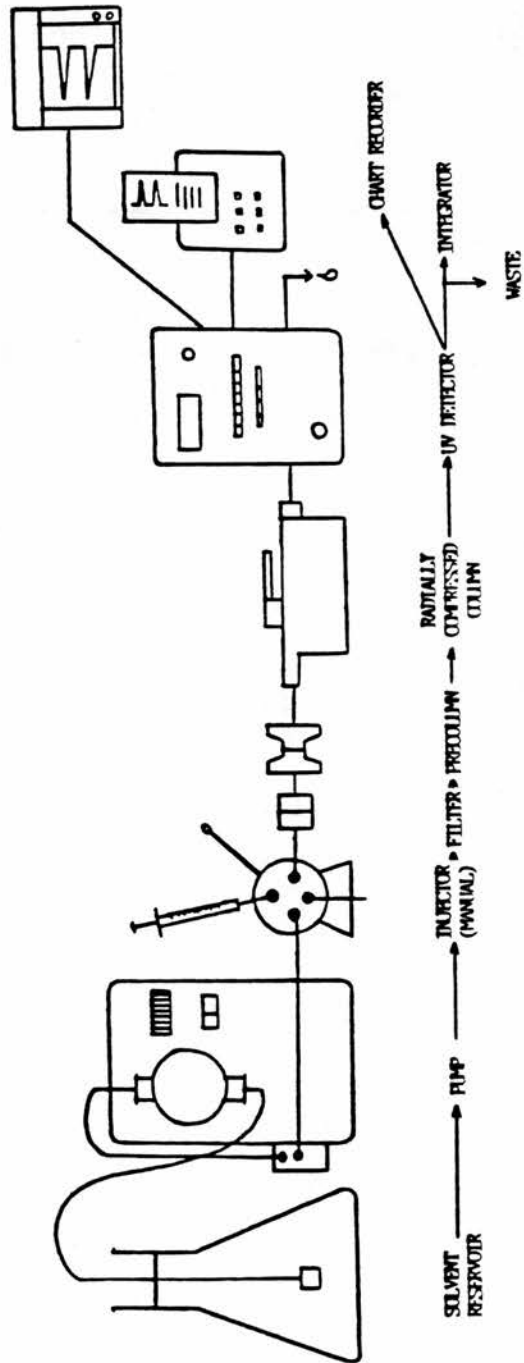 SOLVENT
RESERVOIR
PUMP
INJECTOR
(MANUAL)
FILTER
PRECOLUMN
RADIALLY
COMPRESSED
COLUMN
UV DETECTOR
CHART RECORDER
INTEGRATOR
WASTE